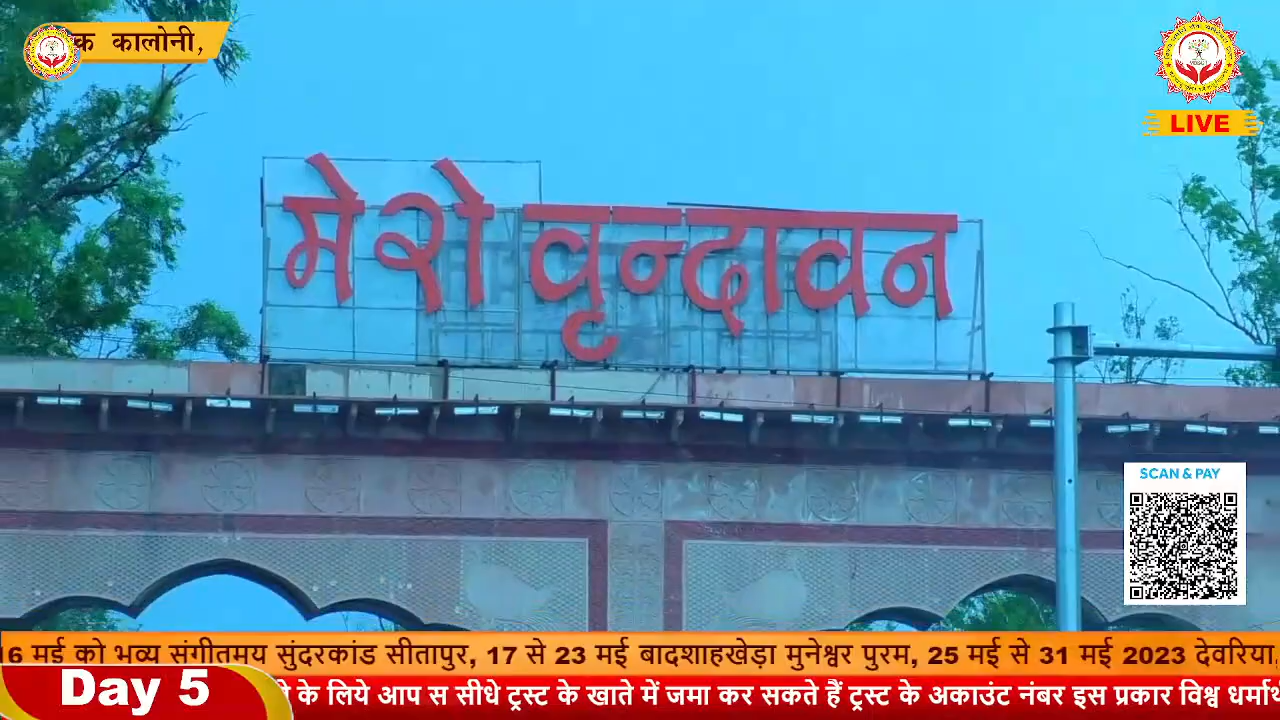 क कालोनी,
LIVE
मेरो वृन्दावन
SCAN & PAY
16 मई को भव्य संगीतमय सुंदरकांड सीतापुर, 17 से 23 मई बादशाहखेड़ा मुनेश्वर पुरम, 25 मई से 31 मई 2023 देवरिया,
Day 5
के लिये आप स सीधे ट्रस्ट के खाते में जमा कर सकते हैं ट्रस्ट के अकाउंट नंबर इस प्रकार विश्व धर्मार्थ